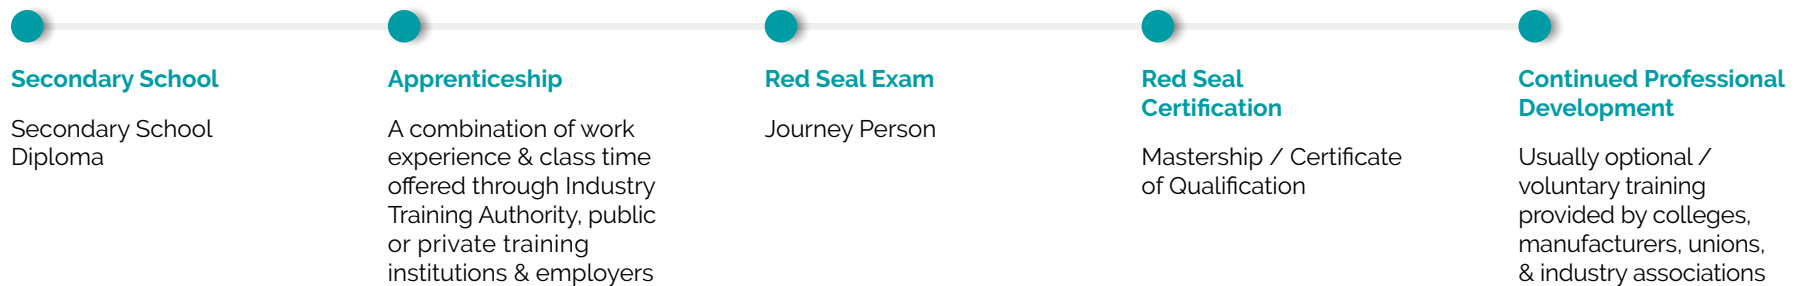 Secondary School
Secondary School
Diploma
Apprenticeship
A combination of work
experience & class time
offered through Industry
Training Authority, public
or private training
institutions & employers
Red Seal Exam
Journey Person
Red Seal
Certification
Mastership / Certificate
of Qualification
Continued Professional
Development
Usually optional /
voluntary training
provided by colleges,
manufacturers, unions,
& industry associations